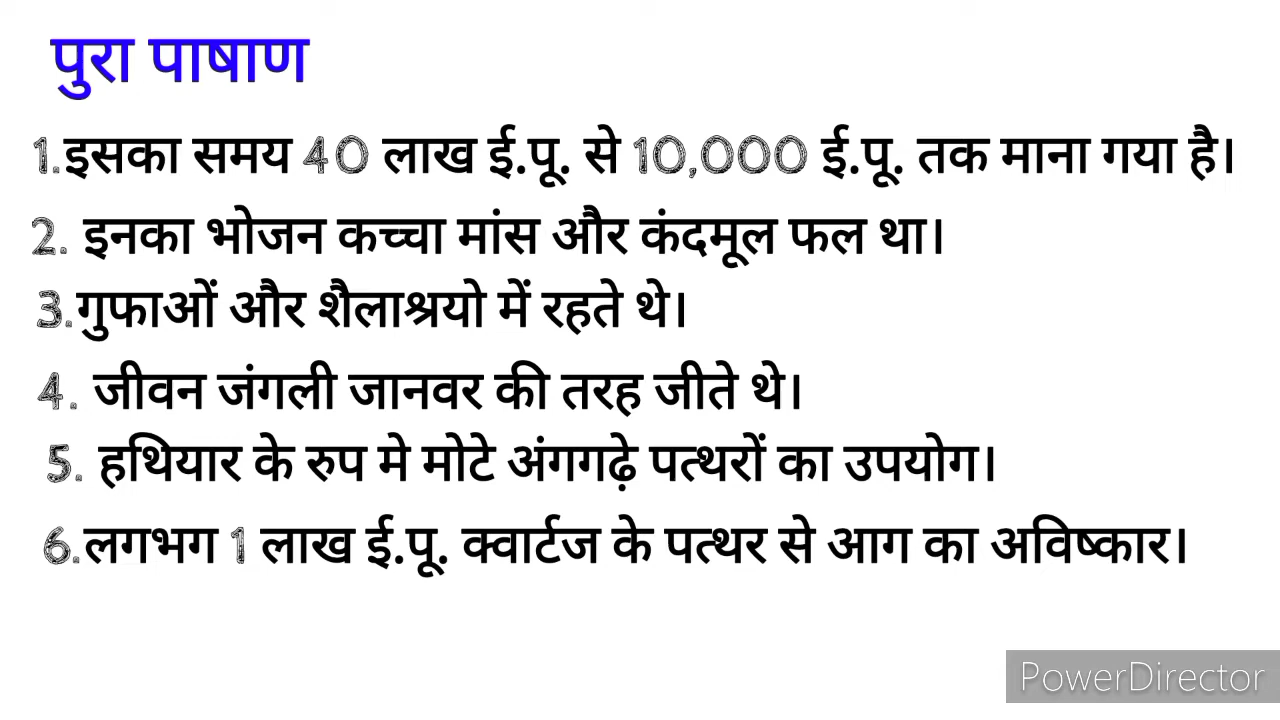 पुरा पाषाण
1.इसका समय 40 लाख ई.पू. से 10,000 ई.पू. तक माना गया है।
2. इनका भोजन कच्चा मांस और कंदमूल फल था।
3.गुफाओं और शैलाश्रयो में रहते थे।
4. जीवन जंगली जानवर की तरह जीते थे।
5. हथियार के रुप मे मोटे अंगगढ़े पत्थरों का उपयोग।
6.लगभग 1 लाख ई.पू. क्वार्टज के पत्थर से आग का अविष्कार।
PowerDirector